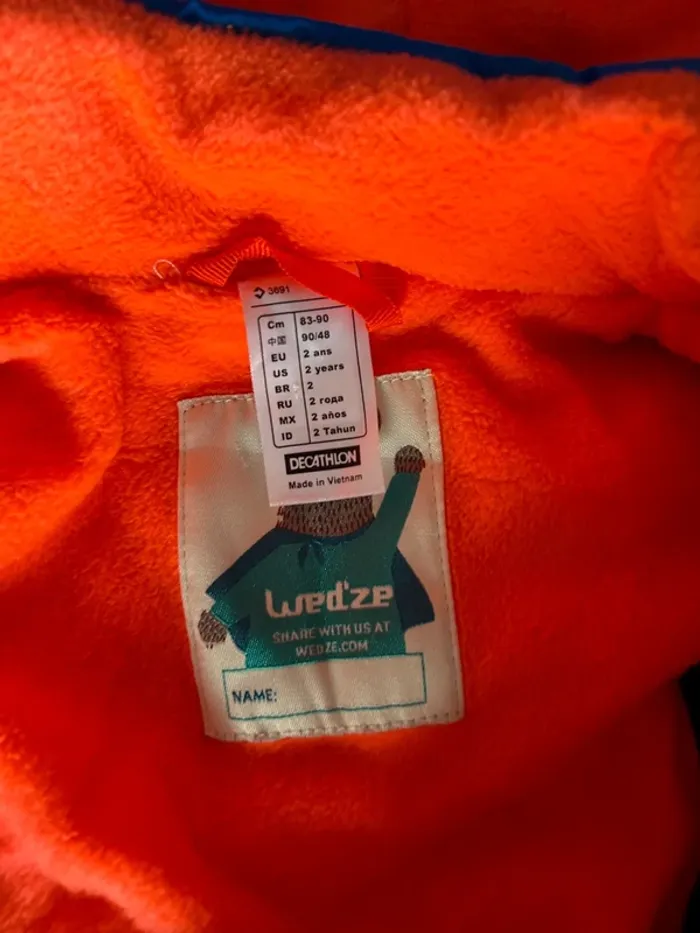 3691
Cm 83-90
中国 90/48
EU 2 ans
US 2 years
BR 2
RU 2 года
MX 2 años
ID 2 Tahun
DECATHLON
Made in Vietnam
Wed'ze
SHARE WITH US AT
WEDZE.COM
NAME: